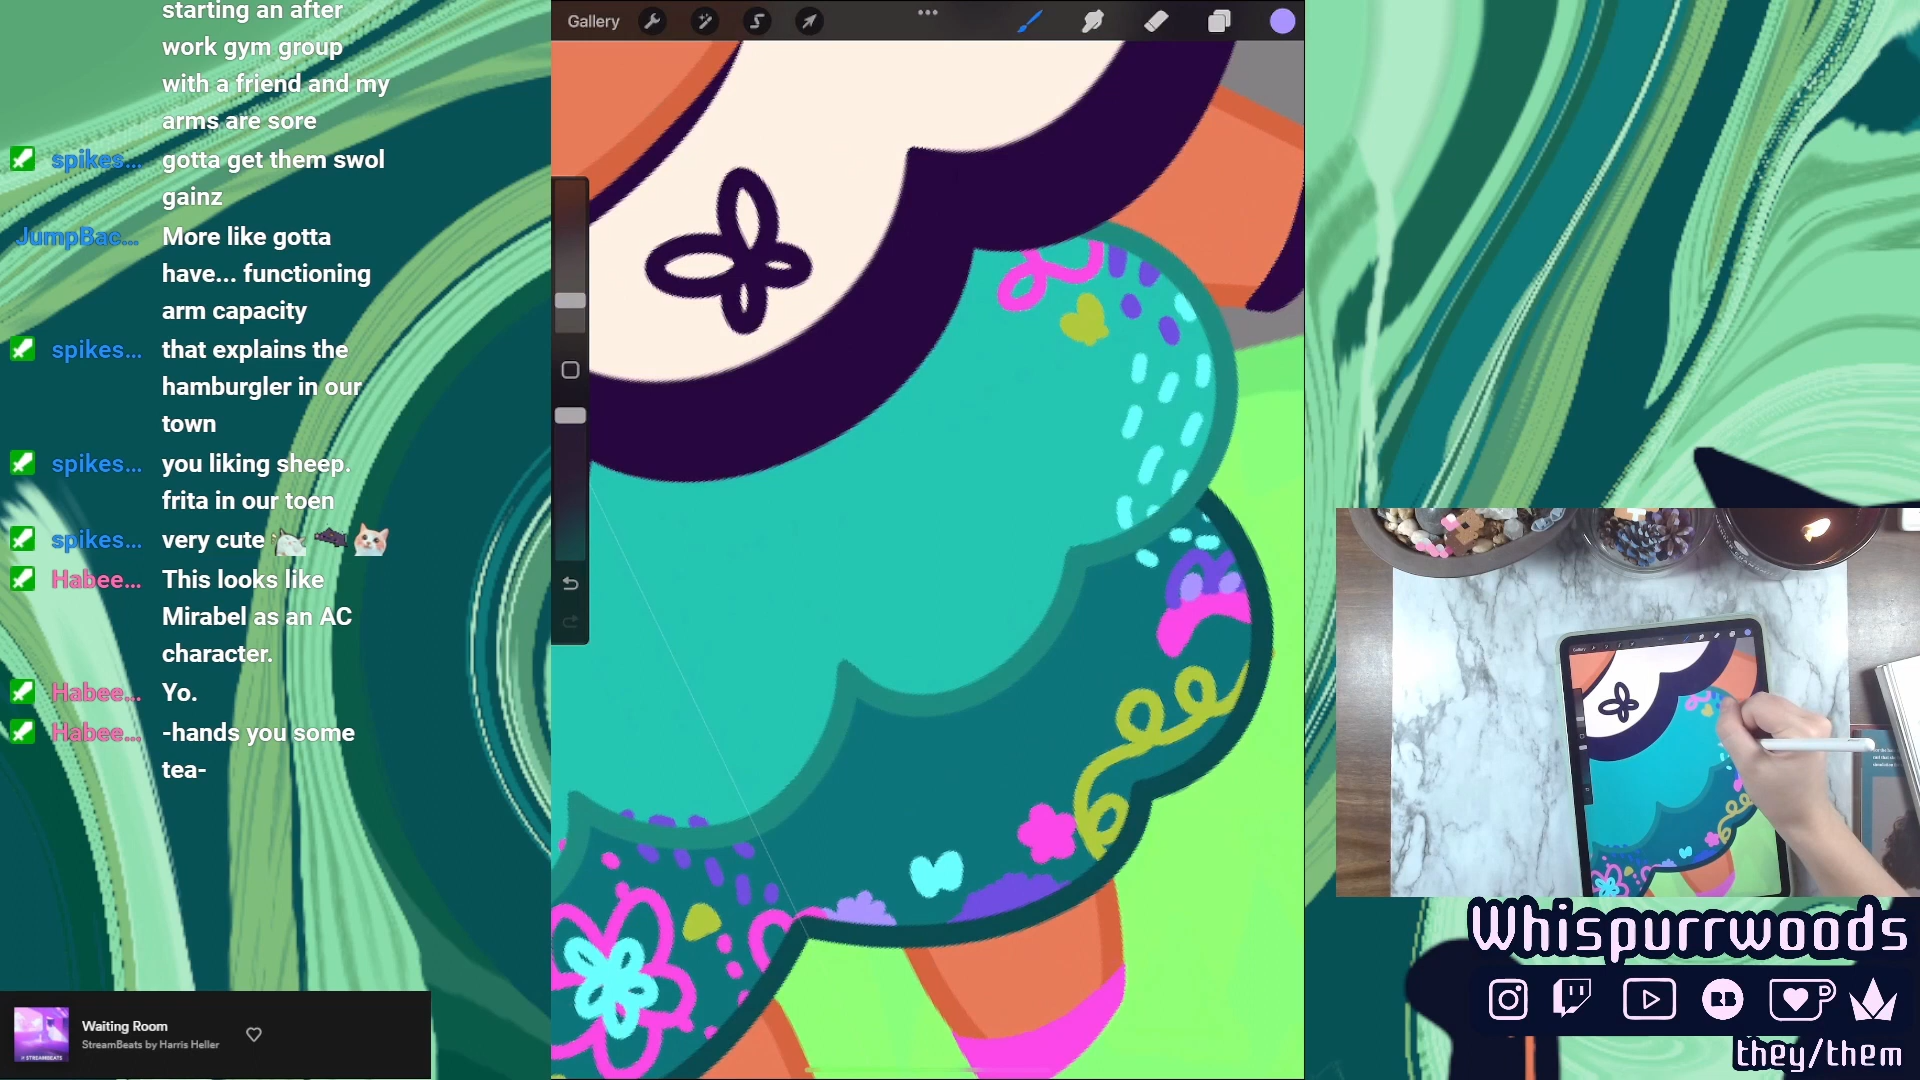 starting an after
work gym group
with a friend and my
arms are sore
spikes... gotta get them swol
gainz
JumpBac... More like gotta
have... functioning
arm capacity
spikes... that explains the
hamburgler in our
town
spikes... you liking sheep.
frita in our toen
spikes... very cute
Habee... This looks like
Mirabel as an AC
character.
Habee... Yo.
Habee... -hands you some
tea-
Waiting Room
StreamBeats by Harris Heller
STREAMBEATS
Gallery
Whispurrwoods
RB
they/them